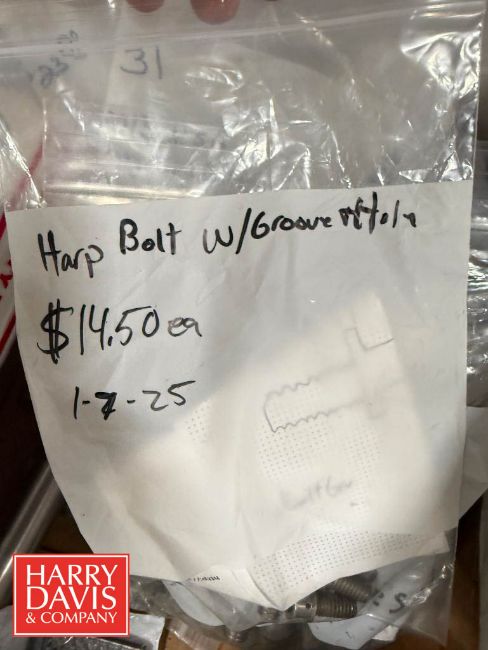 31
Harp Bolt W/Groove
$14.50 ea
1-7-25
HARRY
DAVIS
& COMPANY